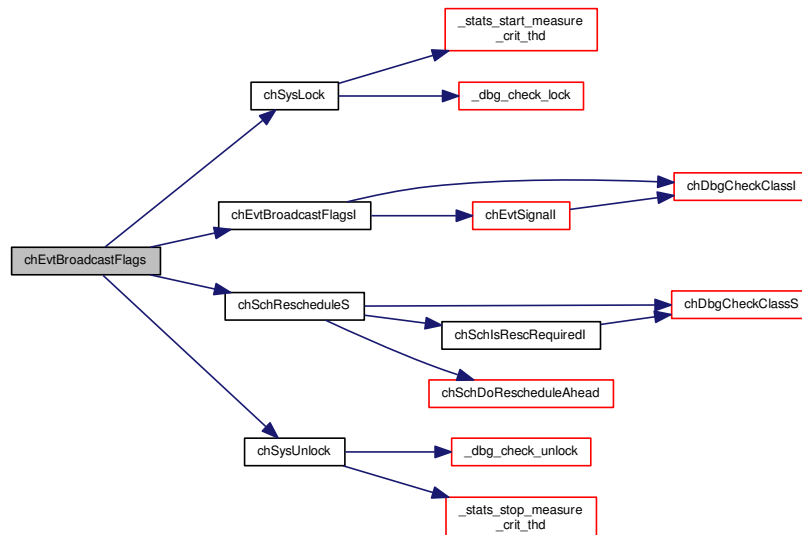 _stats_start_measure
_crit_thd
chSysLock
_dbg_check_lock
chDbgCheckClassI
chEvtBroadcastFlagsI
chEvtSignalI
chEvtBroadcastFlags
chSchRescheduleS
chDbgCheckClassS
chSchIsRescRequiredI
chSchDoRescheduleAhead
chSysUnlock
_dbg_check_unlock
_stats_stop_measure
_crit_thd